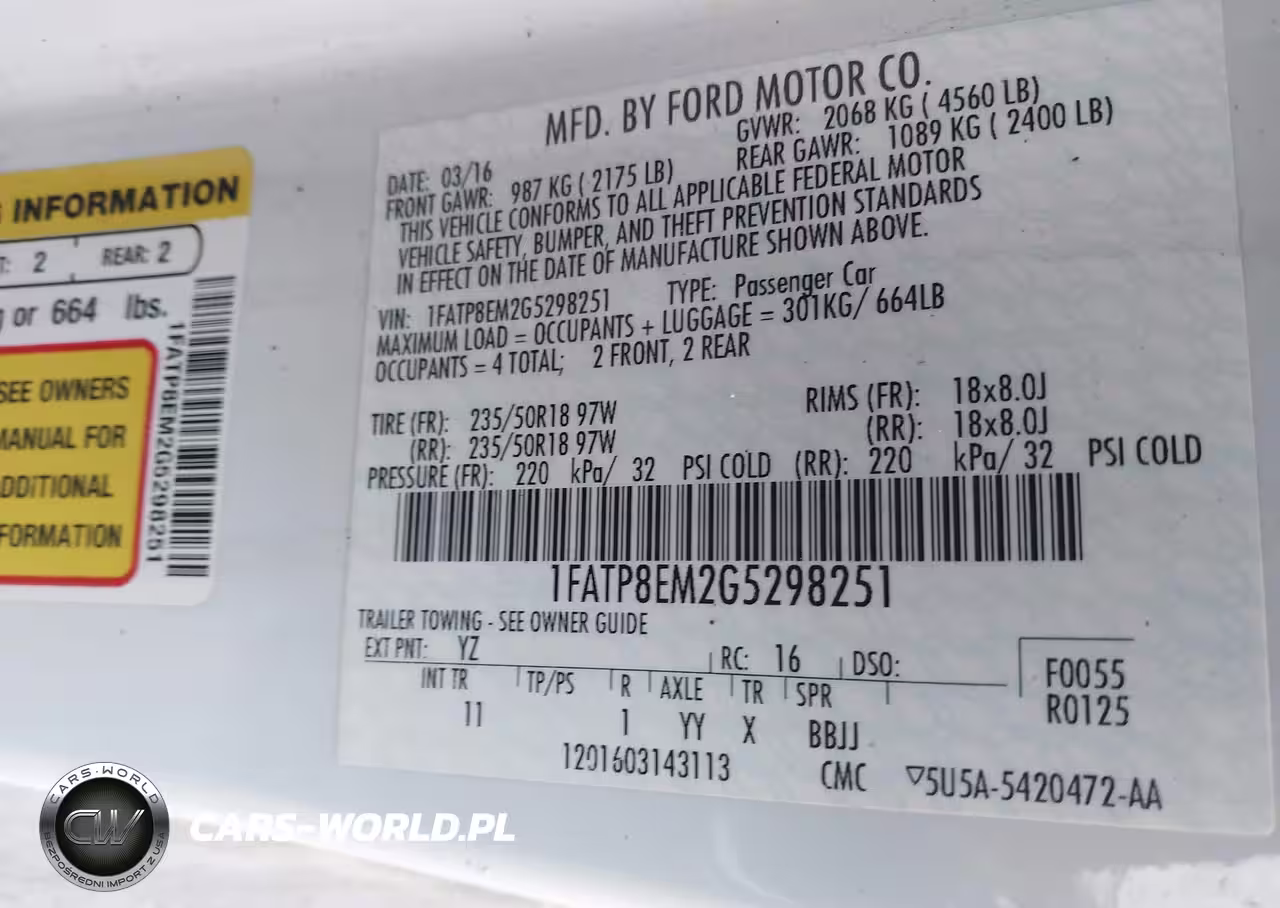 INFORMATION
2 REAR: 2
or 664 lbs.
SEE OWNERS
MANUAL FOR
ADDITIONAL
INFORMATION
1FATP8EM2G5298251
MFD. BY FORD MOTOR CO.
DATE: 03/16 GVWR: 2068 KG ( 4560 LB)
FRONT GAWR: 987 KG ( 2175 LB) REAR GAWR: 1089 KG ( 2400 LB)
THIS VEHICLE CONFORMS TO ALL APPLICABLE FEDERAL MOTOR
VEHICLE SAFETY, BUMPER, AND THEFT PREVENTION STANDARDS
IN EFFECT ON THE DATE OF MANUFACTURE SHOWN ABOVE.
VIN: 1FATP8EM2G5298251 TYPE: Passenger Car
MAXIMUM LOAD = OCCUPANTS + LUGGAGE = 301KG/ 664LB
OCCUPANTS = 4 TOTAL; 2 FRONT, 2 REAR
TIRE (FR): 235/50R18 97W RIMS (FR): 18x8.0J
(RR): 235/50R18 97W (RR): 18x8.0J
PRESSURE (FR): 220 kPa/ 32 PSI COLD (RR): 220 kPa/ 32 PSI COLD
1FATP8EM2G5298251
TRAILER TOWING - SEE OWNER GUIDE
EXT PNT: YZ RC: 16 DSO: F0055
INT TR TP/PS R AXLE TR SPR R0125
11 1 YY X BBJJ
1201603143113 CMC ▽5U5A-5420472-AA
CARS-WORLD
CW
BEZPOŚREDNI IMPORT Z USA
CARS-WORLD.PL